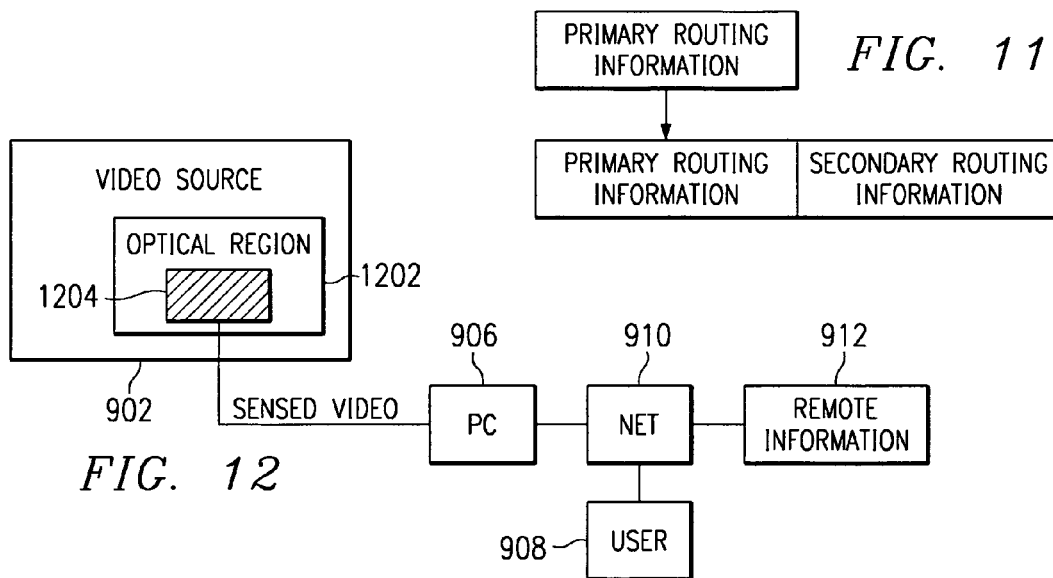 PRIMARY ROUTING
INFORMATION
FIG. 11
PRIMARY ROUTING
INFORMATION
SECONDARY ROUTING
INFORMATION
VIDEO SOURCE
OPTICAL REGION
1204
1202
902
SENSED VIDEO
906
PC
910
NET
912
REMOTE
INFORMATION
908
USER
FIG. 12